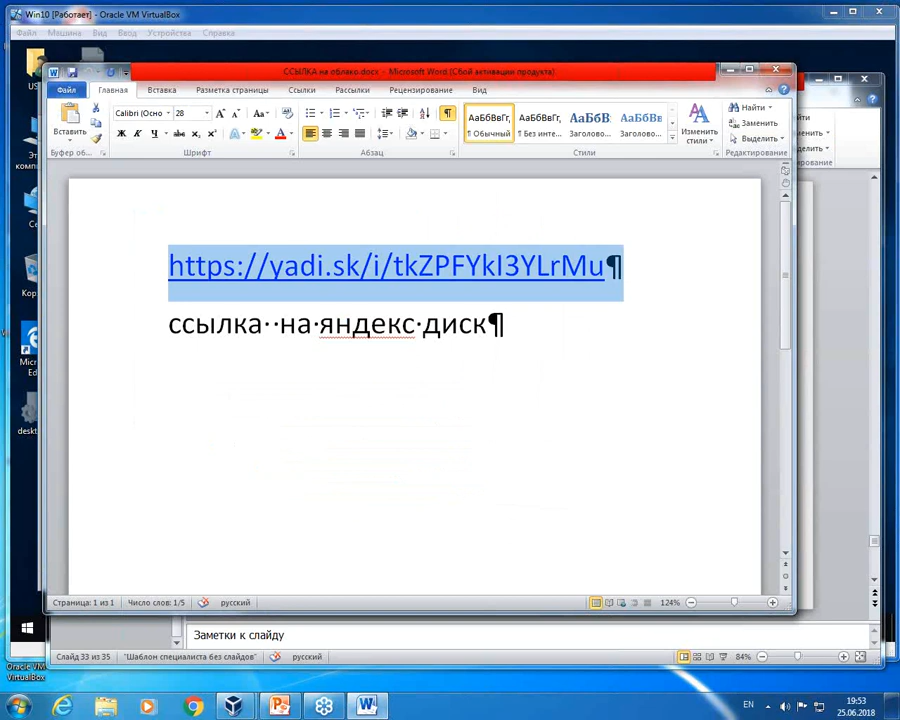 Win10 [Работает] - Oracle VM VirtualBox
Файл Машина Вид Ввод Устройства Справка
ССЫЛКА на облако.docx - Microsoft Word (Сбой активации продукта)
Файл Главная Вставка Разметка страницы Ссылки Рассылки Рецензирование Вид
Вставить
Calibri (Осно 28
Ж К Ч
АаБбВвГг, АаБбВвГг, АаБбВ АаБбВв
¶ Обычный ¶ Без инте... Заголово... Заголово...
Изменить стили
Найти
Заменить
Выделить
Буфер об... Шрифт Абзац Стили Редактирование
https://yadi.sk/i/tkZPFYkI3YLrMu¶
ссылка··на·яндекс·диск¶
Страница: 1 из 1 Число слов: 1/5 русский 124%
Заметки к слайду
Слайд 33 из 35 "Шаблон специалиста без слайдов" русский 84%
Oracle VM
VirtualBox
EN
19:53
25.06.2018